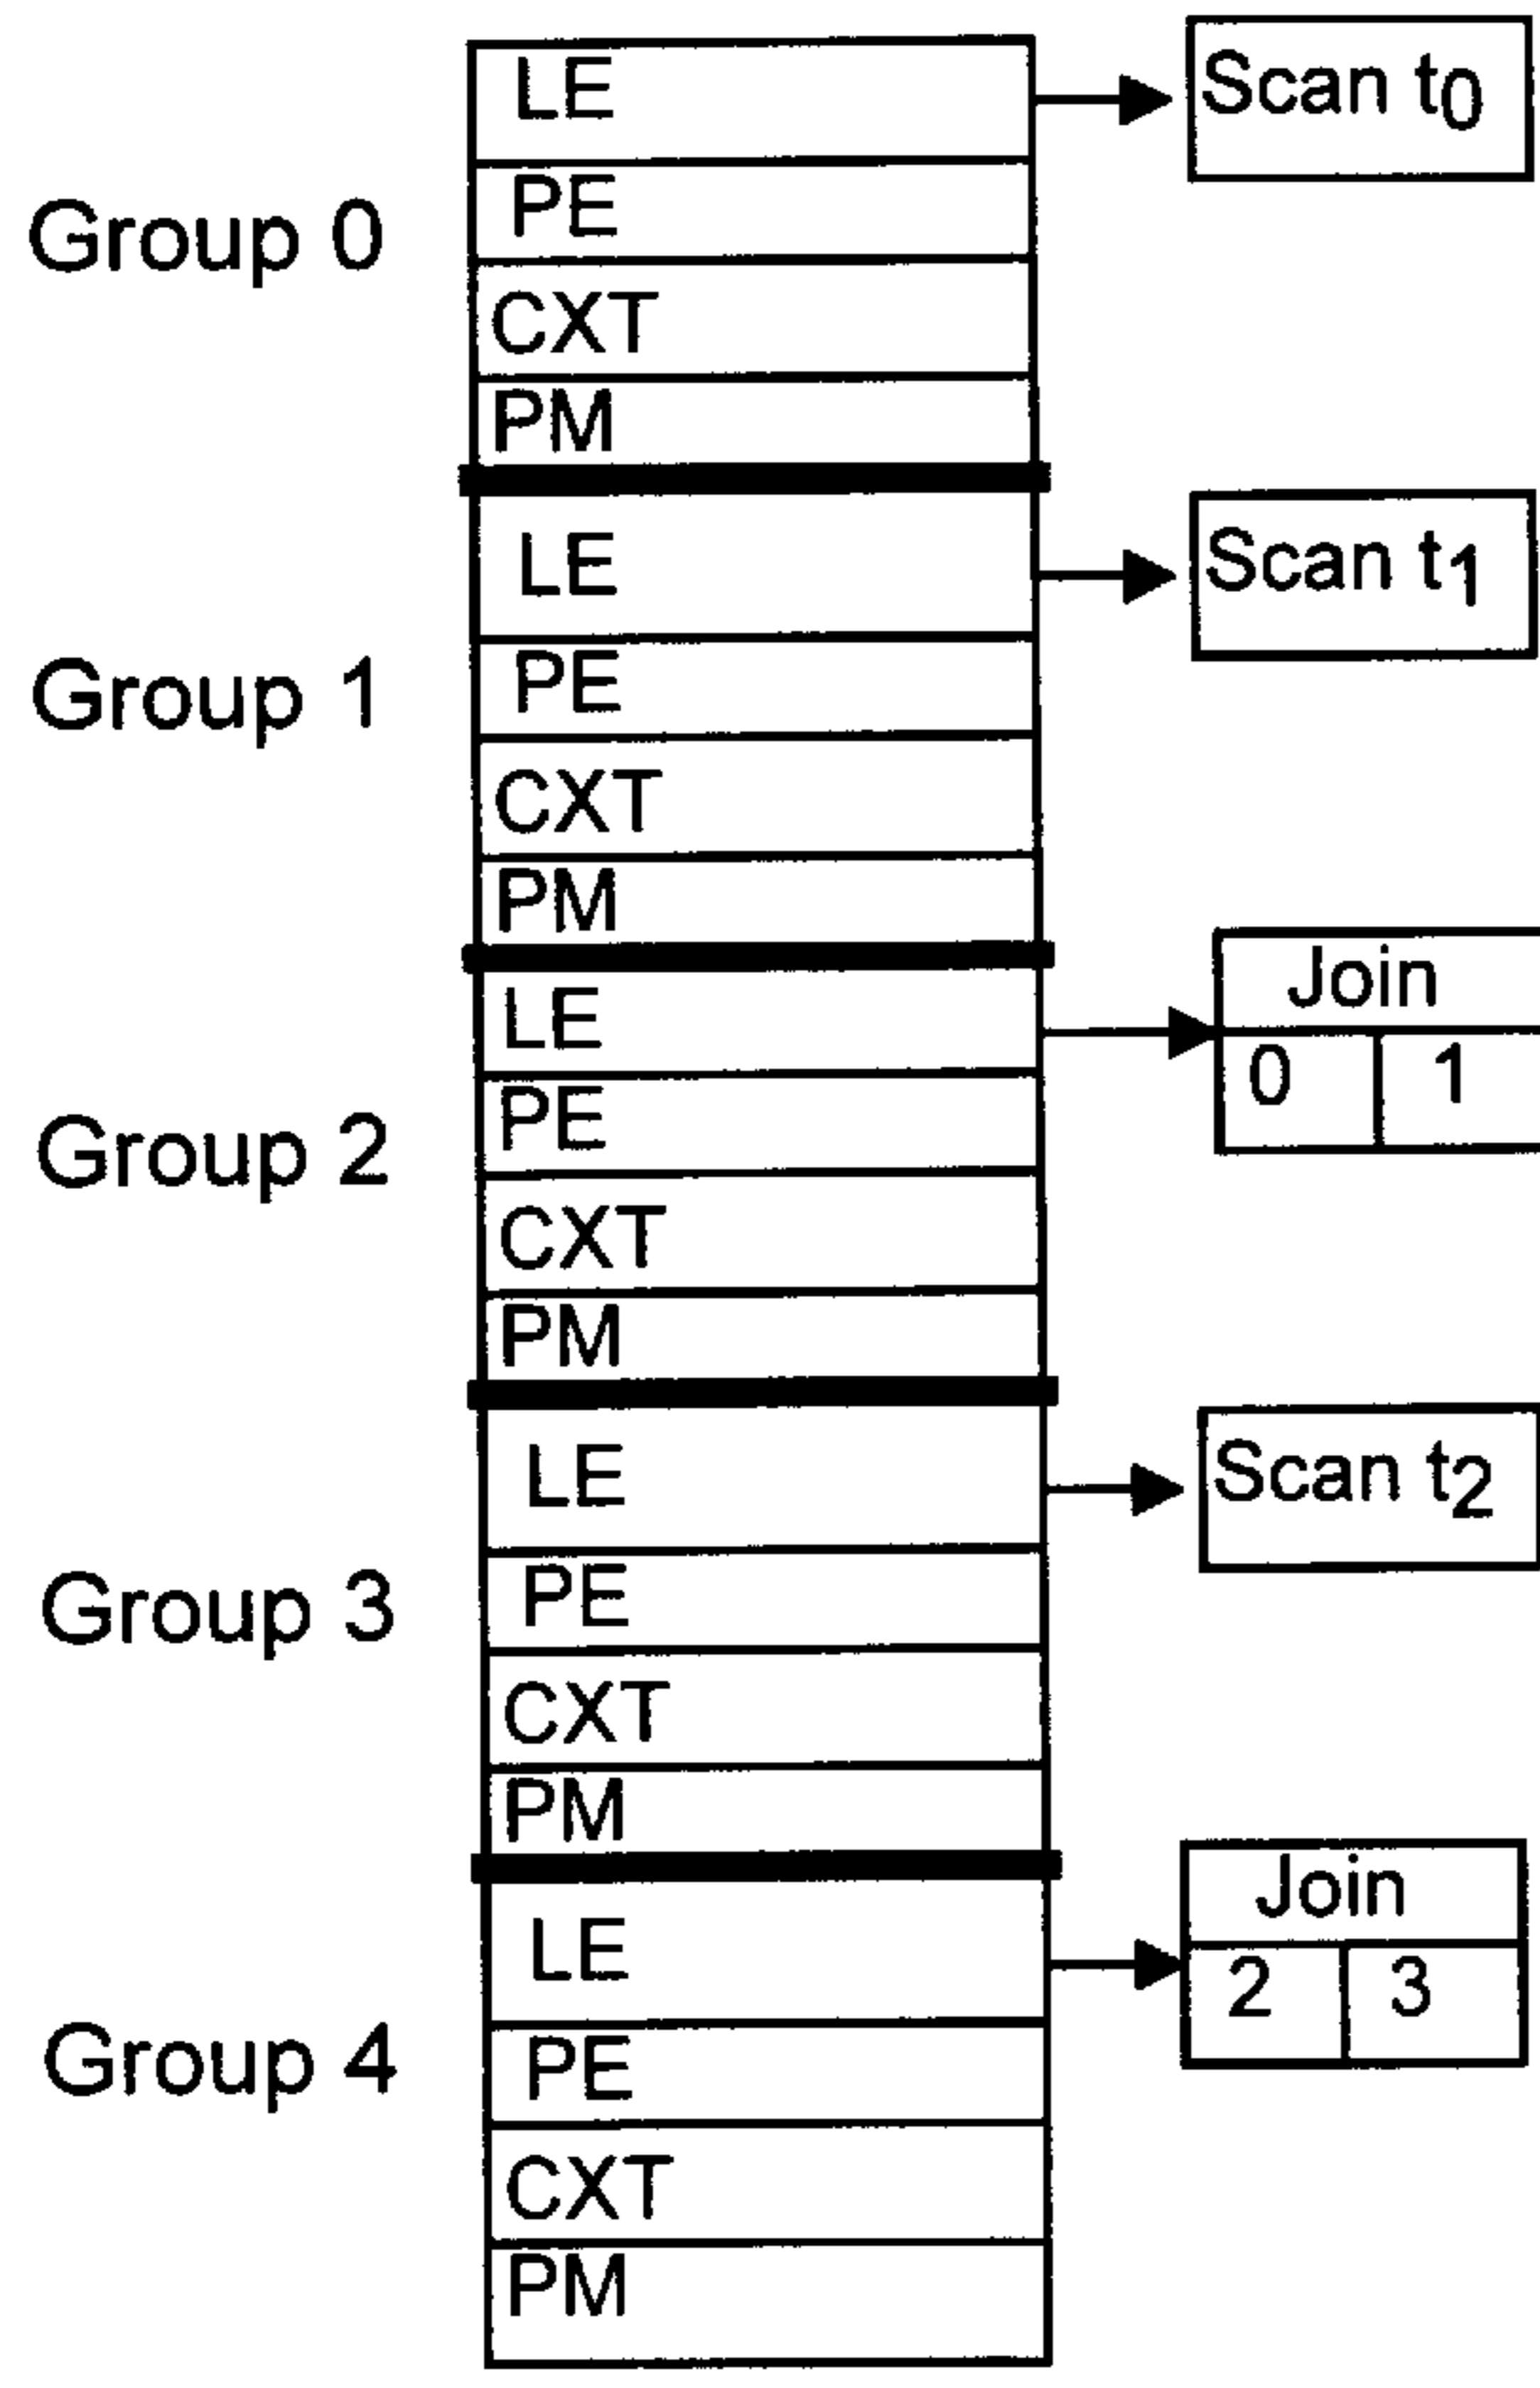 LE
Scan t0
PE
Group 0
CXT
PM
LE
Scan t1
PE
Group 1
CXT
PM
LE
Join
0 1
PE
Group 2
CXT
PM
LE
Scan t2
PE
Group 3
CXT
PM
LE
Join
2 3
PE
Group 4
CXT
PM